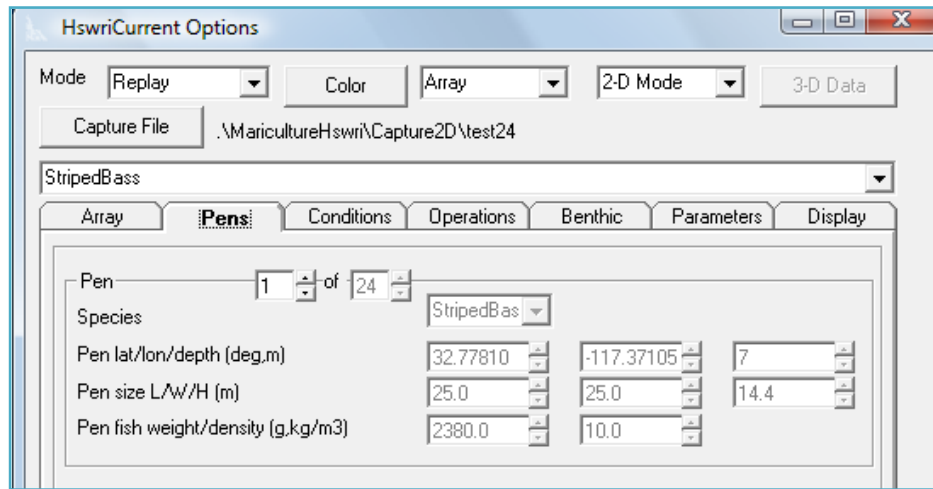 HswriCurrent Options
Mode Replay Color Array 2-D Mode 3-D Data
Capture File .\MaricultureHswri\Capture2D\test24
StripedBass
Array Pens Conditions Operations Benthic Parameters Display
Pen 1 of 24
Species StripedBas
Pen lat/lon/depth (deg,m) 32.77810 -117.37105 7
Pen size L/W/H (m) 25.0 25.0 14.4
Pen fish weight/density (g,kg/m3) 2380.0 10.0